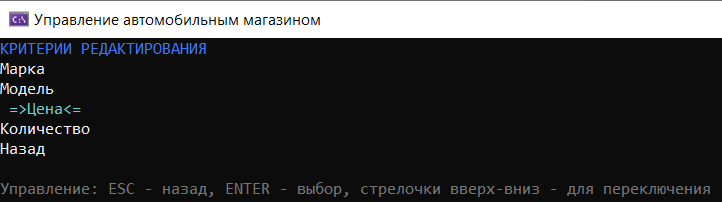 Управление автомобильным магазином
КРИТЕРИИ РЕДАКТИРОВАНИЯ
Марка
Модель
=>Цена<=
Количество
Назад
Управление: ESC - назад, ENTER - выбор, стрелочки вверх-вниз - для переключения